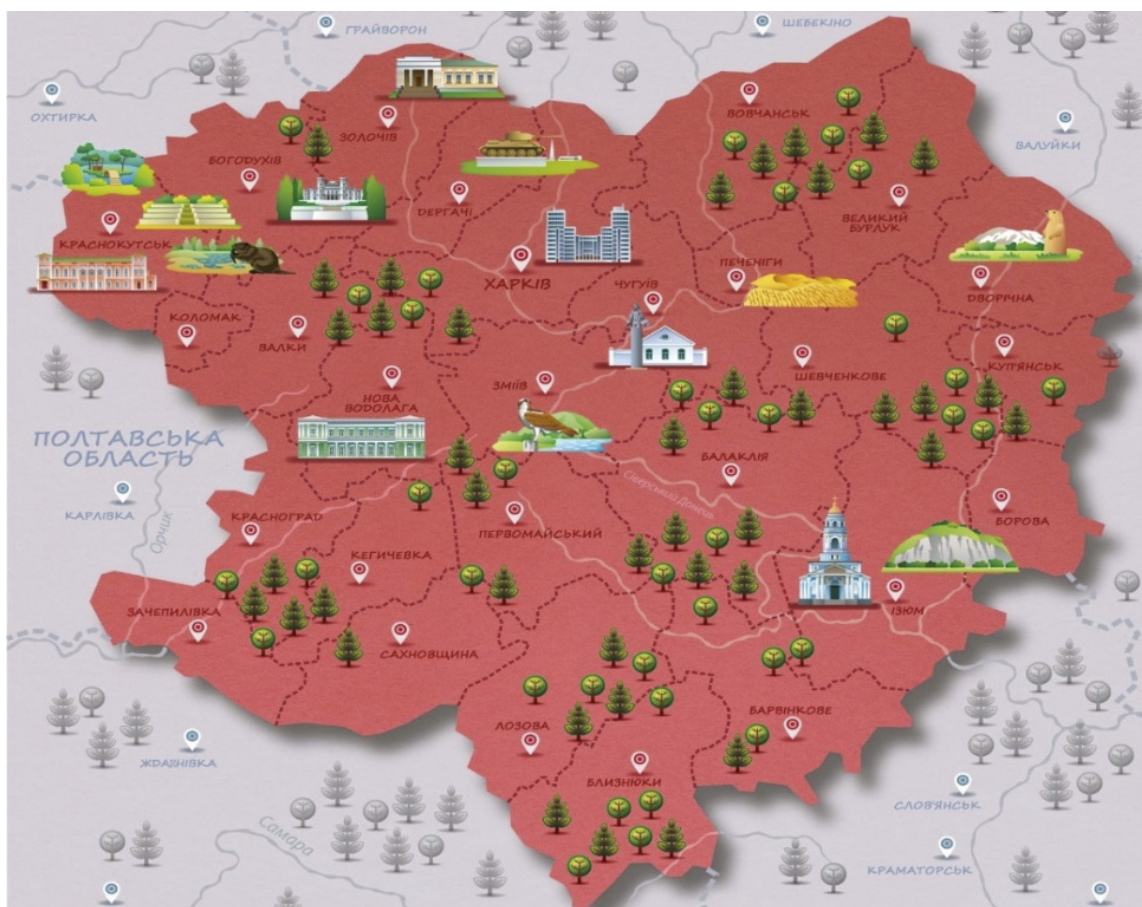 ГРАЙВОРОН
ШЕБЕКІНО
ОХТИРКА
ЗОЛОЧІВ
ВОВЧАНСЬК
ВАЛУЙКИ
БОГОДУХІВ
ДЕРГАЧІ
ВЕЛИКИЙ
БУРЛУК
КРАСНОКУТСЬК
ХАРКІВ
ЧУГУЇВ
ПЕЧЕНІГИ
ДВОРІЧНА
КОЛОМАК
ВАЛКИ
ШЕВЧЕНКОВЕ
КУП'ЯНСЬК
НОВА
ВОДОЛАГА
ЗМІЇВ
ПОЛТАВСЬКА
ОБЛАСТЬ
БАЛАКЛІЯ
Сіверський Донець
КАРЛІВКА
Орчик
КРАСНОГРАД
ПЕРВОМАЙСЬКИЙ
БОРОВА
КЕГИЧЕВКА
ЗАЧЕПИЛІВКА
САХНОВЩИНА
ІЗЮМ
ЛОЗОВА
БАРВІНКОВЕ
ЖДАНІВКА
БЛИЗНЮКИ
СЛОВ'ЯНСЬК
Самара
КРАМАТОРСЬК